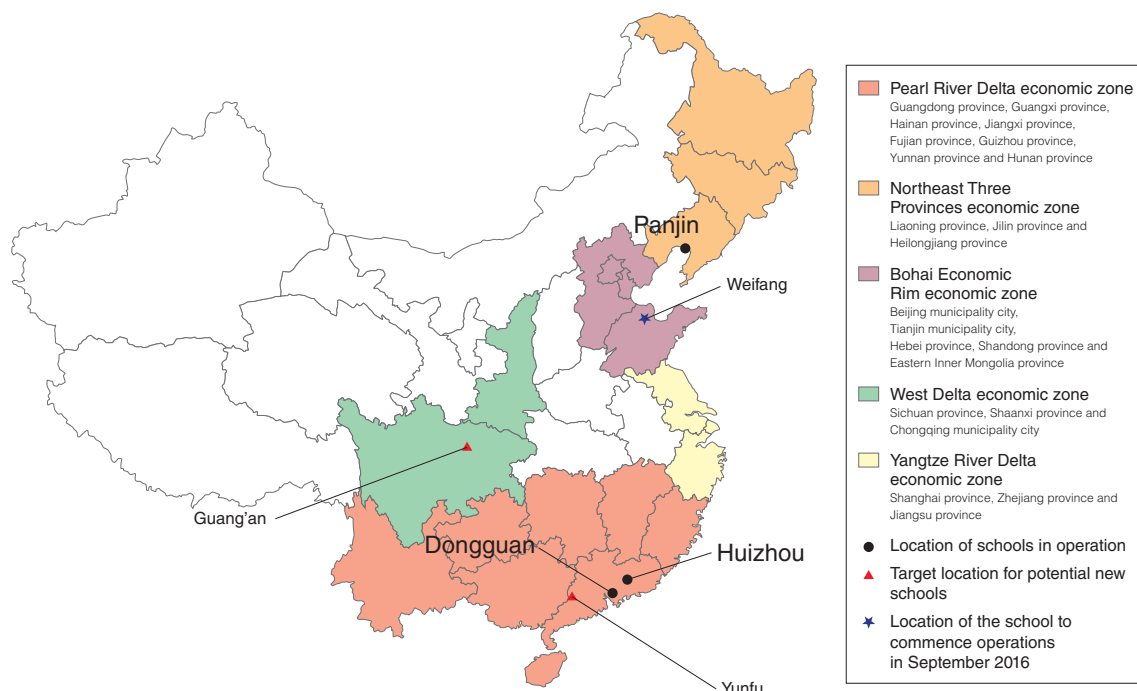 Panjin
Weifang
Guang'an
Dongguan
Huizhou
Yunfu
Pearl River Delta economic zone
Guangdong province, Guangxi province,
Hainan province, Jiangxi province,
Fujian province, Guizhou province,
Yunnan province and Hunan province
Northeast Three
Provinces economic zone
Liaoning province, Jilin province and
Heilongjiang province
Bohai Economic
Rim economic zone
Beijing municipality city,
Tianjin municipality city,
Hebei province, Shandong province and
Eastern Inner Mongolia province
West Delta economic zone
Sichuan province, Shaanxi province and
Chongqing municipality city
Yangtze River Delta
economic zone
Shanghai province, Zhejiang province and
Jiangsu province
Location of schools in operation
Target location for potential new
schools
Location of the school to
commence operations
in September 2016